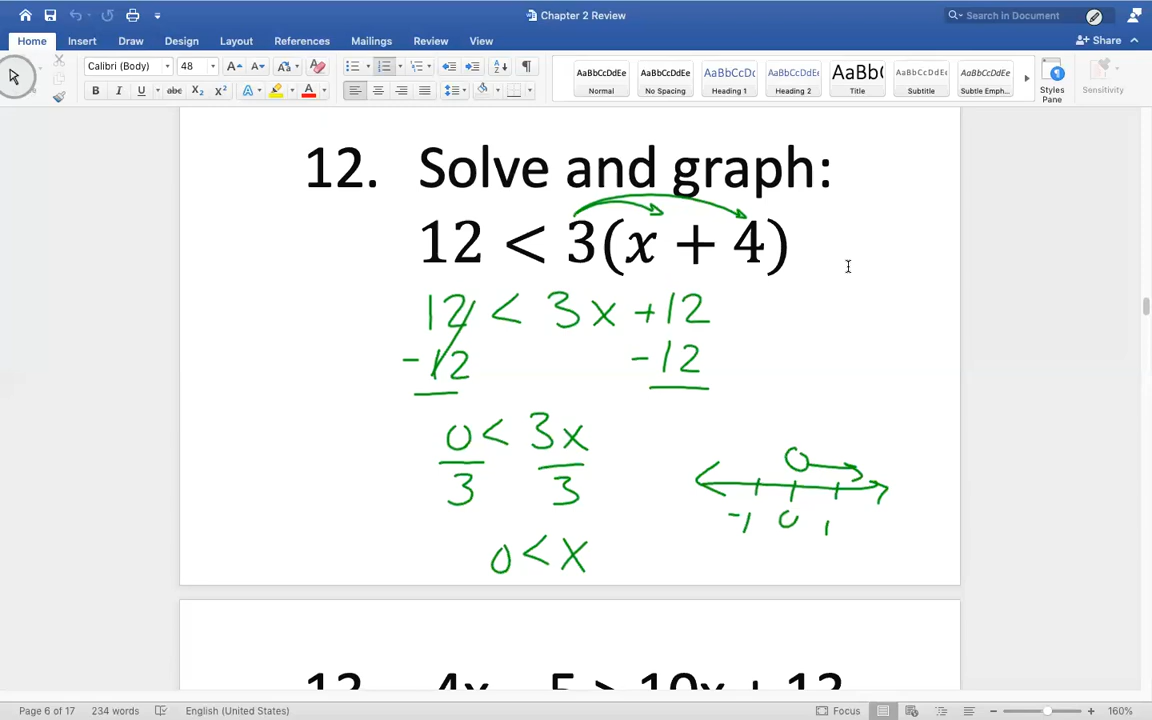 Chapter 2 Review
Search in Document
Home Insert Draw Design Layout References Mailings Review View
Share
Calibri (Body) 48
AaBbCcDdEe AaBbCcDdEe AaBbCcDc AaBbCcDdEe AaBb( AaBbCcDdEe AaBbCcDdEe
Normal No Spacing Heading 1 Heading 2 Title Subtitle Subtle Emph...
Styles Pane
Sensitivity
12. Solve and graph:
12 < 3(x + 4)
12 < 3x +12
-12 -12
0 < 3x
3 3
-1 0 1
0 < x
Page 6 of 17 234 words English (United States) Focus 160%